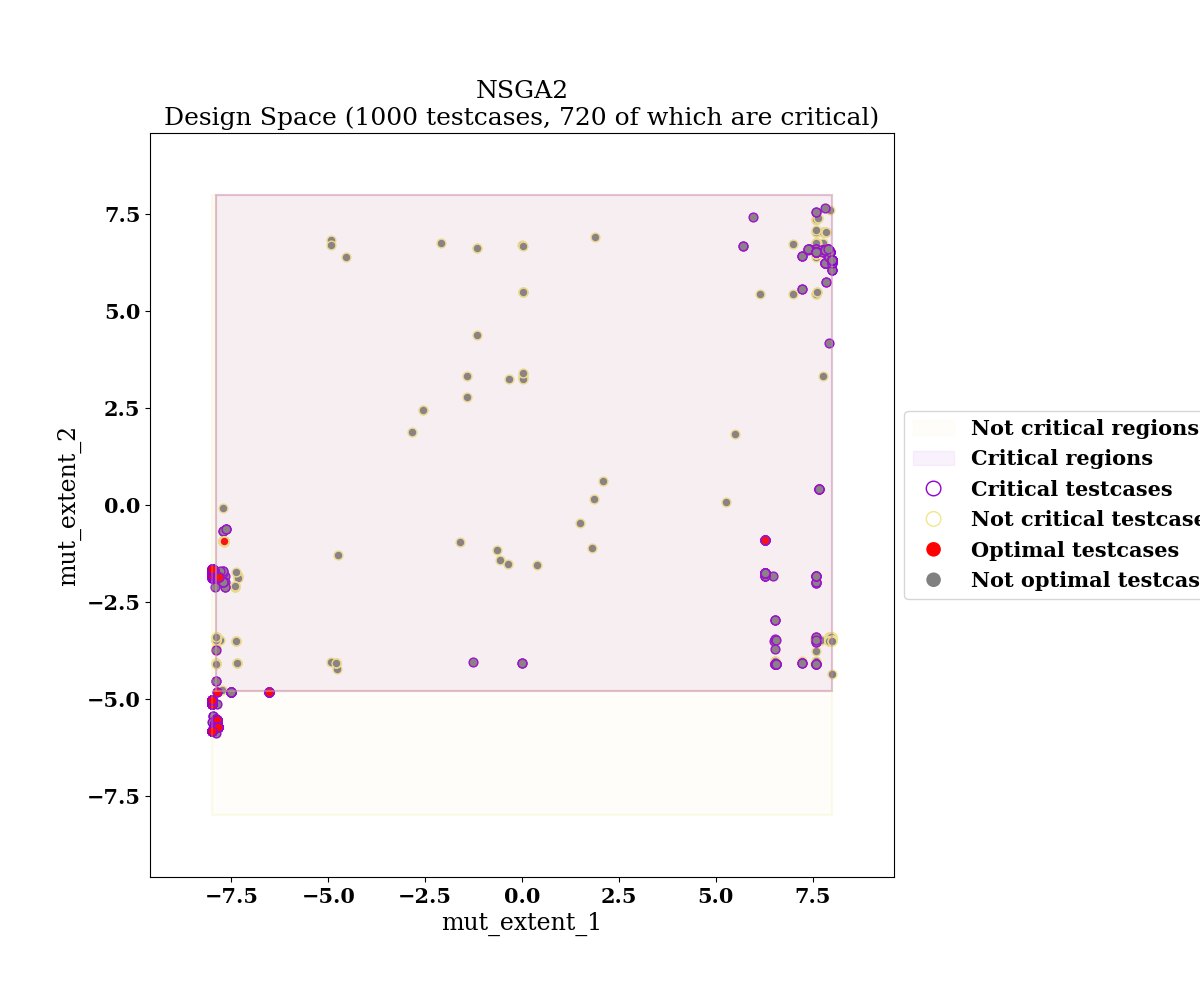 NSGA2
Design Space (1000 testcases, 720 of which are critical)
7.5
5.0
2.5
0.0
−2.5
−5.0
−7.5
mut_extent_2
−7.5
−5.0
−2.5
0.0
2.5
5.0
7.5
mut_extent_1
Not critical regions
Critical regions
Critical testcases
Not critical testcase
Optimal testcases
Not optimal testcas